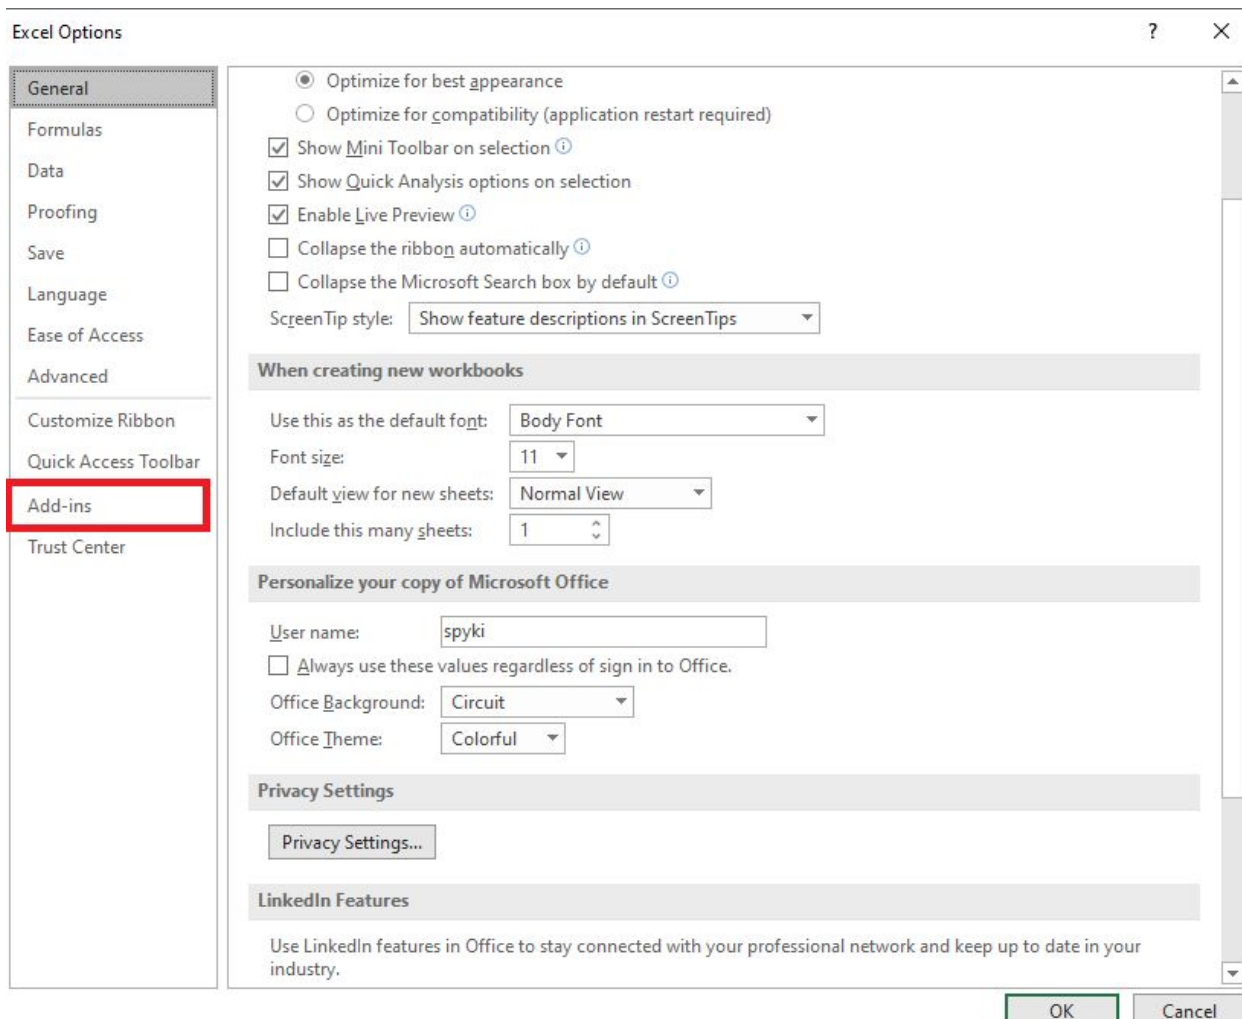 Excel Options
?
General
Formulas
Data
Proofing
Save
Language
Ease of Access
Advanced
Customize Ribbon
Quick Access Toolbar
Add-ins
Trust Center
Optimize for best appearance
Optimize for compatibility (application restart required)
Show Mini Toolbar on selection
Show Quick Analysis options on selection
Enable Live Preview
Collapse the ribbon automatically
Collapse the Microsoft Search box by default
ScreenTip style: Show feature descriptions in ScreenTips
When creating new workbooks
Use this as the default font: Body Font
Font size: 11
Default view for new sheets: Normal View
Include this many sheets: 1
Personalize your copy of Microsoft Office
User name: spyki
Always use these values regardless of sign in to Office.
Office Background: Circuit
Office Theme: Colorful
Privacy Settings
Privacy Settings...
LinkedIn Features
Use LinkedIn features in Office to stay connected with your professional network and keep up to date in your
industry.
OK Cancel